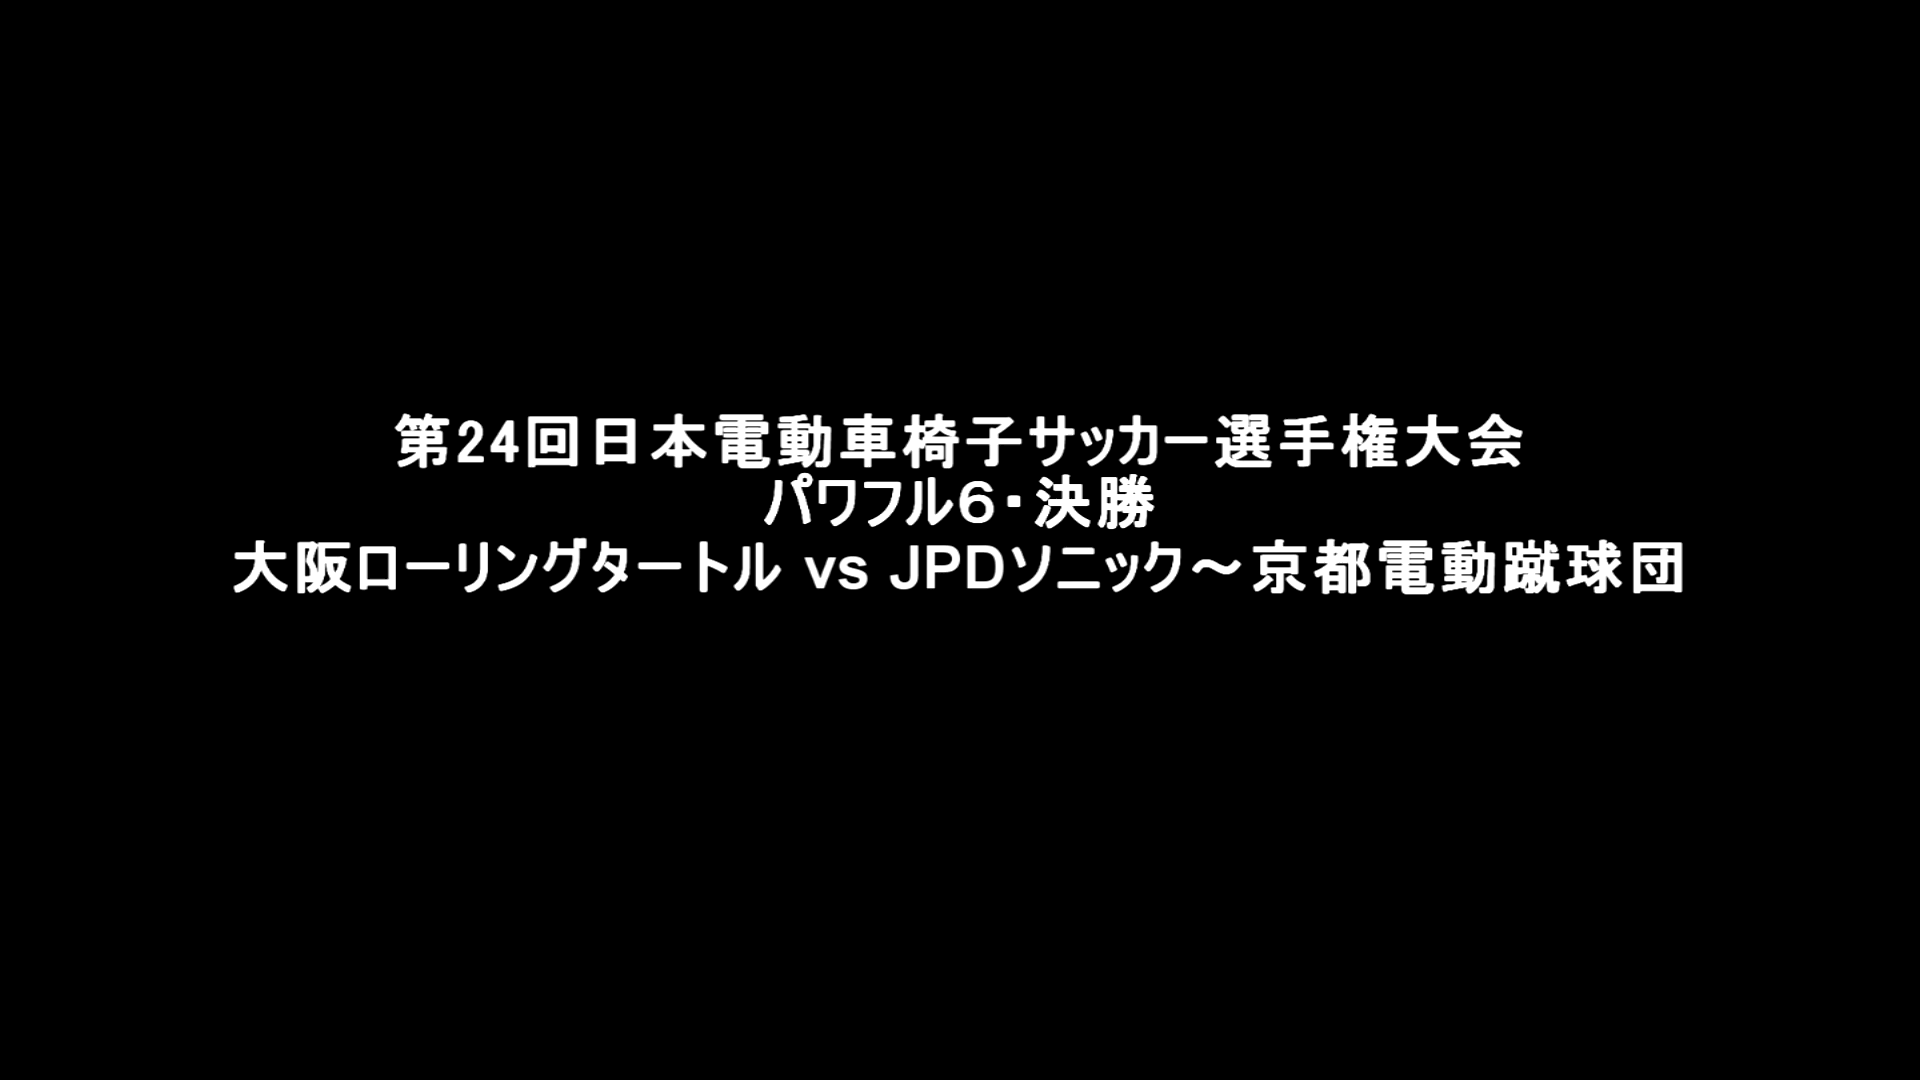 第24回日本電動車椅子サッカー選手権大会
パワフル６・決勝
大阪ローリングタートル vs JPDソニック～京都電動蹴球団